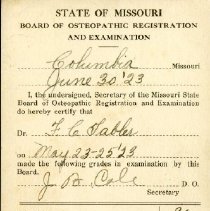 STATE OF MISSOURI
BOARD OF OSTEOPATHIC REGISTRATION
AND EXAMINATION
Columbia Missouri
June 30 '23
I, the undersigned, Secretary of the Missouri State
Board of Osteopathic Registration and Examination
do hereby certify that
Dr. F. C. Tabler
on May 23-25 '23
made the following grades in examination by this
Board.
J. B. Cole D. O.
Secretary